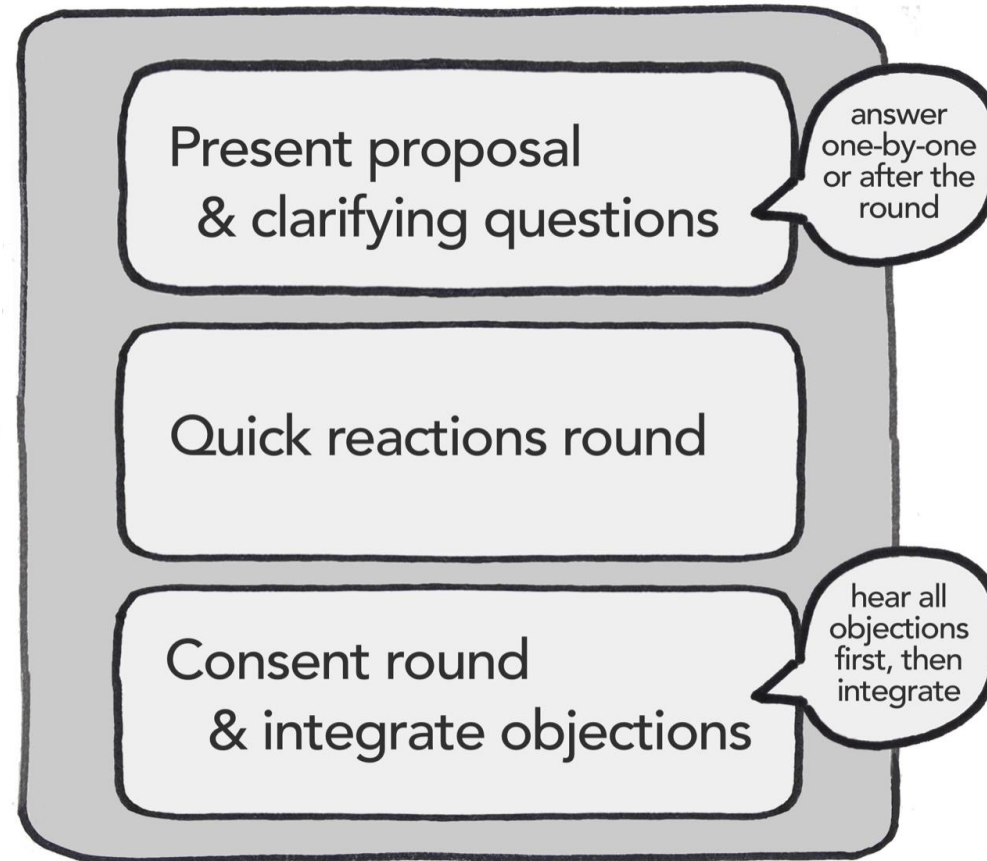 Present proposal
& clarifying questions
answer
one-by-one
or after the
round
Quick reactions round
Consent round
& integrate objections
hear all
objections
first, then
integrate